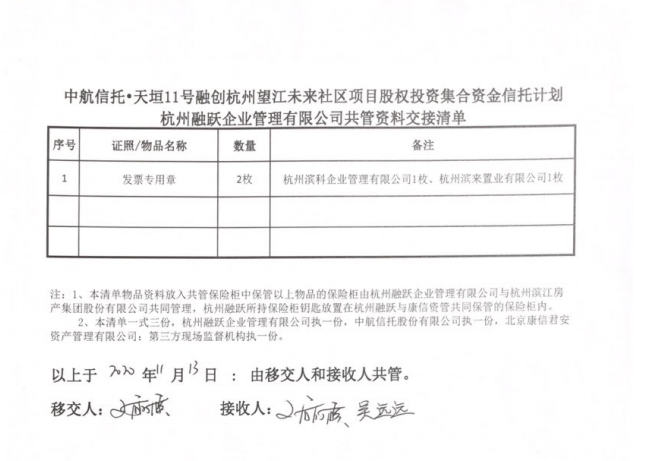 中航信托•天垣11号融创杭州望江未来社区项目股权投资集合资金信托计划
杭州融跃企业管理有限公司共管资料交接清单
序号 证照/物品名称 数量 备注
1 发票专用章 2枚 杭州滨科企业管理有限公司1枚、杭州滨来置业有限公司1枚
注：1、本清单物品资料放入共管保险柜中保管以上物品的保险柜由杭州融跃企业管理有限公司与杭州滨江房
产集团股份有限公司共同管理，杭州融跃所持保险柜钥匙放置在杭州融跃与康信资管共同保管的保险柜内。
2、本清单一式三份，杭州融跃企业管理有限公司执一份，中航信托股份有限公司执一份，北京康信君安
资产管理有限公司：第三方现场监督机构执一份。
以上于 2020 年 11 月 13 日 ：由移交人和接收人共管。
移交人： 接收人： 吴远远